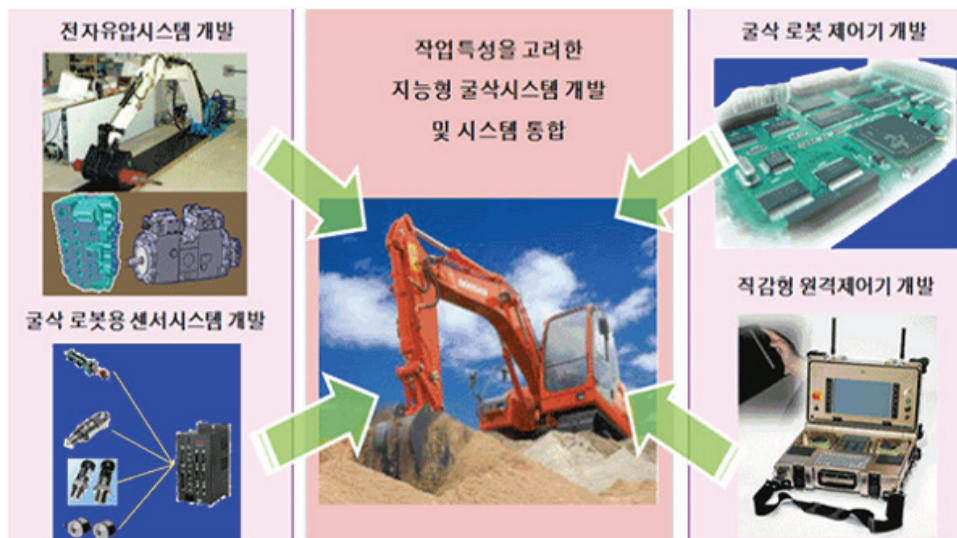 전자유압시스템 개발
작업특성을 고려한
지능형 굴삭시스템 개발
및 시스템 통합
굴삭 로봇 제어기 개발
굴삭 로봇용 센서시스템 개발
직감형 원격제어기 개발
DOOSAN